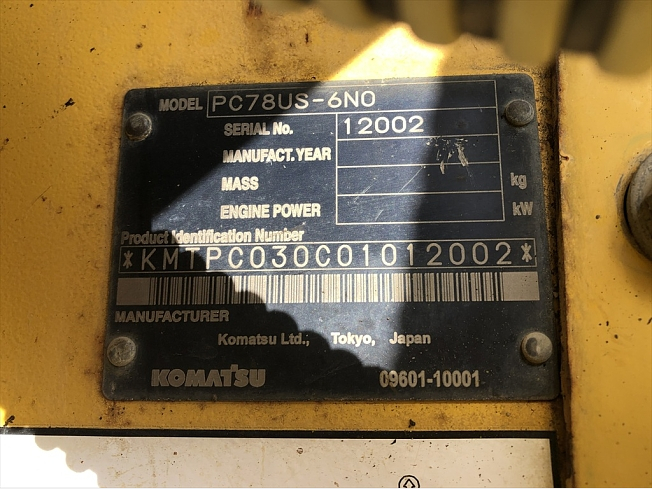 MODEL PC78US-6N0
SERIAL No. 12002
MANUFACT.YEAR
MASS kg
ENGINE POWER kW
Product Identification Number
*KMTPC030C01012002*
MANUFACTURER
Komatsu Ltd., Tokyo, Japan
KOMATSU 09601-10001